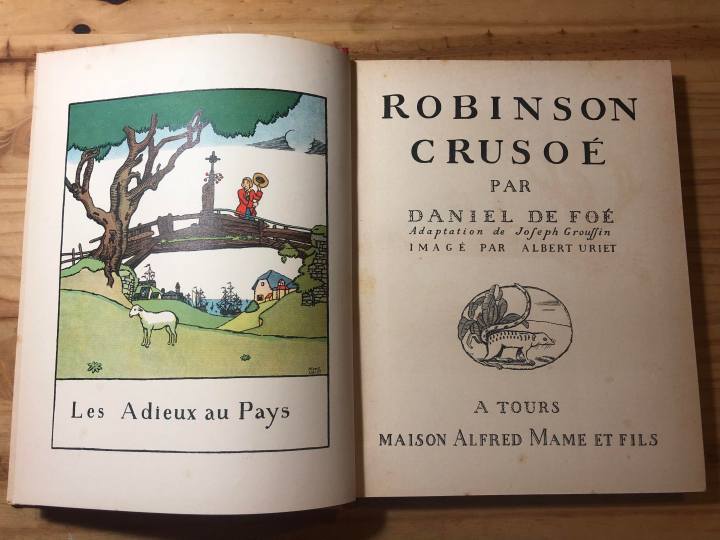 Les Adieux au Pays
ROBINSON
CRUSOÉ
PAR
DANIEL DE FOÉ
Adaptation de Joseph Grouffin
IMAGÉ PAR ALBERT URIET
A TOURS
MAISON ALFRED MAME ET FILS